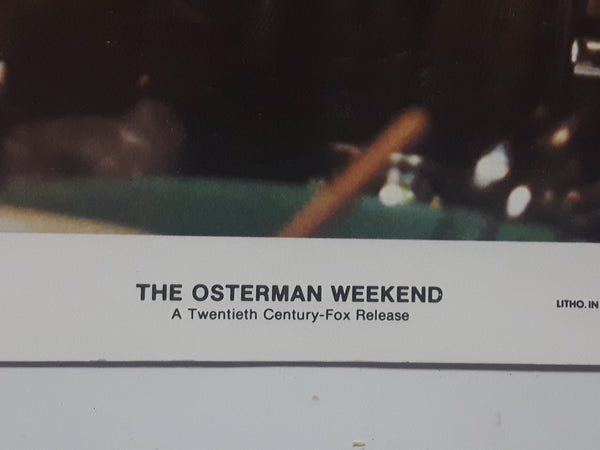 THE OSTERMAN WEEKEND
A Twentieth Century-Fox Release
LITHO. IN